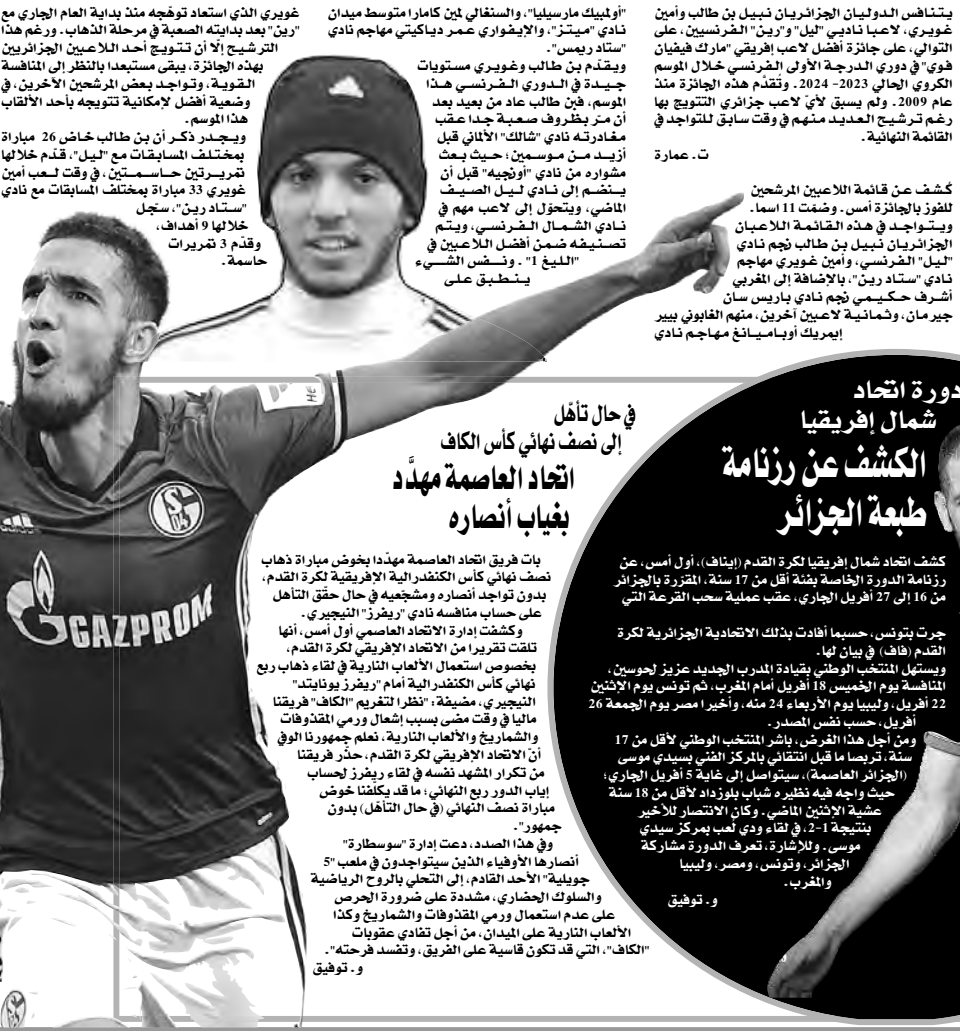 يتنافس الدوليان الجزائريان نبيل بن طالب وأمين
غويري، لاعبا ناديي "ليل" و"رين" الفرنسيين، على
التوالي، على جائزة أفضل لاعب إفريقي "مارك فيفيان
فوي" في دوري الدرجة الأولى الفرنسي خلال الموسم
الكروي الحالي 2023- 2024. وتُقدَّم هذه الجائزة منذ
عام 2009. ولم يسبق لأيّ لاعب جزائري التتويج بها
رغم ترشيح العديد منهم في وقت سابق للتواجد في
القائمة النهائية.
ت. عمارة
كُشف عن قائمة اللاعبين المرشحين
للفوز بالجائزة أمس. وضمّت 11 اسما.
ويتواجد في هذه القائمة اللاعبان
الجزائريان نبيل بن طالب نجم نادي
"ليل" الفرنسي، وأمين غويري مهاجم
نادي "ستاد رين"، بالإضافة إلى المغربي
أشرف حكيمي نجم نادي باريس سان
جيرمان، وثمانية لاعبين آخرين، منهم الغابوني بيير
إيمريك أوباميانغ مهاجم نادي
"أولمبيك مارسيليا"، والسنغالي لمين كامارا متوسط ميدان
نادي "ميتز"، والإيفواري عمر دياكيتي مهاجم نادي
"ستاد ريمس".
ويقدّم بن طالب وغويري مستويات
جيدة في الدوري الفرنسي هذا
الموسم، فبن طالب عاد من بعيد بعد
أن مرّ بظروف صعبة جدا عقب
مغادرته نادي "شالك" الألماني قبل
أزيد من موسمين؛ حيث بعث
مشواره من نادي "أونجيه" قبل أن
ينضم إلى نادي ليل الصيف
الماضي، ويتحوّل إلى لاعب مهم في
نادي الشمال الفرنسي، ويتم
تصنيفه ضمن أفضل اللاعبين في
"الليغ 1". ونفس الشيء
ينطبق على
غويري الذي استعاد توهّجه منذ بداية العام الجاري مع
"رين" بعد بدايته الصعبة في مرحلة الذهاب. ورغم هذا
الترشيح إلّا أن تتويج أحد اللاعبين الجزائريين
بهذه الجائزة، يبقى مستبعدا بالنظر إلى المنافسة
القوية، وتواجد بعض المرشحين الآخرين، في
وضعية أفضل لإمكانية تتويجه بأحد الألقاب
هذا الموسم.
ويجدر ذكر أن بن طالب خاض 26 مباراة
بمختلف المسابقات مع "ليل"، قدّم خلالها
تمريرتين حاسمتين، في وقت لعب أمين
غويري 33 مباراة بمختلف المسابقات مع نادي
"ستاد رين"، سجّل
خلالها 9 أهداف،
وقدّم 3 تمريرات
حاسمة.
دورة اتحاد
شمال إفريقيا
الكشف عن رزنامة
طبعة الجزائر
كشف اتحاد شمال إفريقيا لكرة القدم (إيناف)، أول أمس، عن
رزنامة الدورة الخاصة بفئة أقل من 17 سنة، المقرّرة بالجزائر
من 16 إلى 27 أفريل الجاري، عقب عملية سحب القرعة التي
جرت بتونس، حسبما أفادت بذلك الاتحادية الجزائرية لكرة
القدم (فاف) في بيان لها.
ويستهل المنتخب الوطني بقيادة المدرب الجديد عزيز لحوسين،
المنافسة يوم الخميس 18 أفريل أمام المغرب، ثم تونس يوم الإثنين
22 أفريل، وليبيا يوم الأربعاء 24 منه، وأخيرا مصر يوم الجمعة 26
أفريل، حسب نفس المصدر.
ومن أجل هذا الغرض، باشر المنتخب الوطني لأقل من 17
سنة، تربصا ما قبل انتقائي بالمركز الفني بسيدي موسى
(الجزائر العاصمة)، سيتواصل إلى غاية 5 أفريل الجاري؛
حيث واجه فيه نظيره شباب بلوزداد لأقل من 18 سنة
عشية الإثنين الماضي. وكان الانتصار للأخير
بنتيجة 1-2، في لقاء ودي لُعب بمركز سيدي
موسى. وللإشارة، تعرف الدورة مشاركة
الجزائر، وتونس، ومصر، وليبيا
والمغرب.
و. توفيق
في حال تأهّل
إلى نصف نهائي كأس الكاف
اتحاد العاصمة مهدَّد
بغياب أنصاره
بات فريق اتحاد العاصمة مهدّدا بخوض مباراة ذهاب
نصف نهائي كأس الكنفدرالية الإفريقية لكرة القدم،
بدون تواجد أنصاره ومشجعيه في حال حقّق التأهل
على حساب منافسه نادي "ريفرز" النيجيري.
وكشفت إدارة الاتحاد العاصمي أول أمس، أنها
تلقت تقريرا من الاتحاد الإفريقي لكرة القدم،
بخصوص استعمال الألعاب النارية في لقاء ذهاب ربع
نهائي كأس الكنفدرالية أمام "ريفرز يونايتد"
النيجيري، مضيفة: "نظرا لتغريم "الكاف" فريقنا
ماليا في وقت مضى بسبب إشعال ورمي المقذوفات
والشماريخ والألعاب النارية، نعلم جمهورنا الوفي
أنّ الاتحاد الإفريقي لكرة القدم، حذّر فريقنا
من تكرار المشهد نفسه في لقاء ريفرز لحساب
إياب الدور ربع النهائي؛ ما قد يكلّفنا خوض
مباراة نصف النهائي (في حال التأهل) بدون
جمهور".
وفي هذا الصدد، دعت إدارة "سوسطارة"
أنصارها الأوفياء الذين سيتواجدون في ملعب "5
جويلية" الأحد القادم، إلى التحلي بالروح الرياضية
والسلوك الحضاري، مشددة على ضرورة الحرص
على عدم استعمال ورمي المقذوفات والشماريخ وكذا
الألعاب النارية على الميدان، من أجل تفادي عقوبات
"الكاف"، التي قد تكون قاسية على الفريق، وتفسد فرحته".
و. توفيق
adidas
S 04
GAZPROM